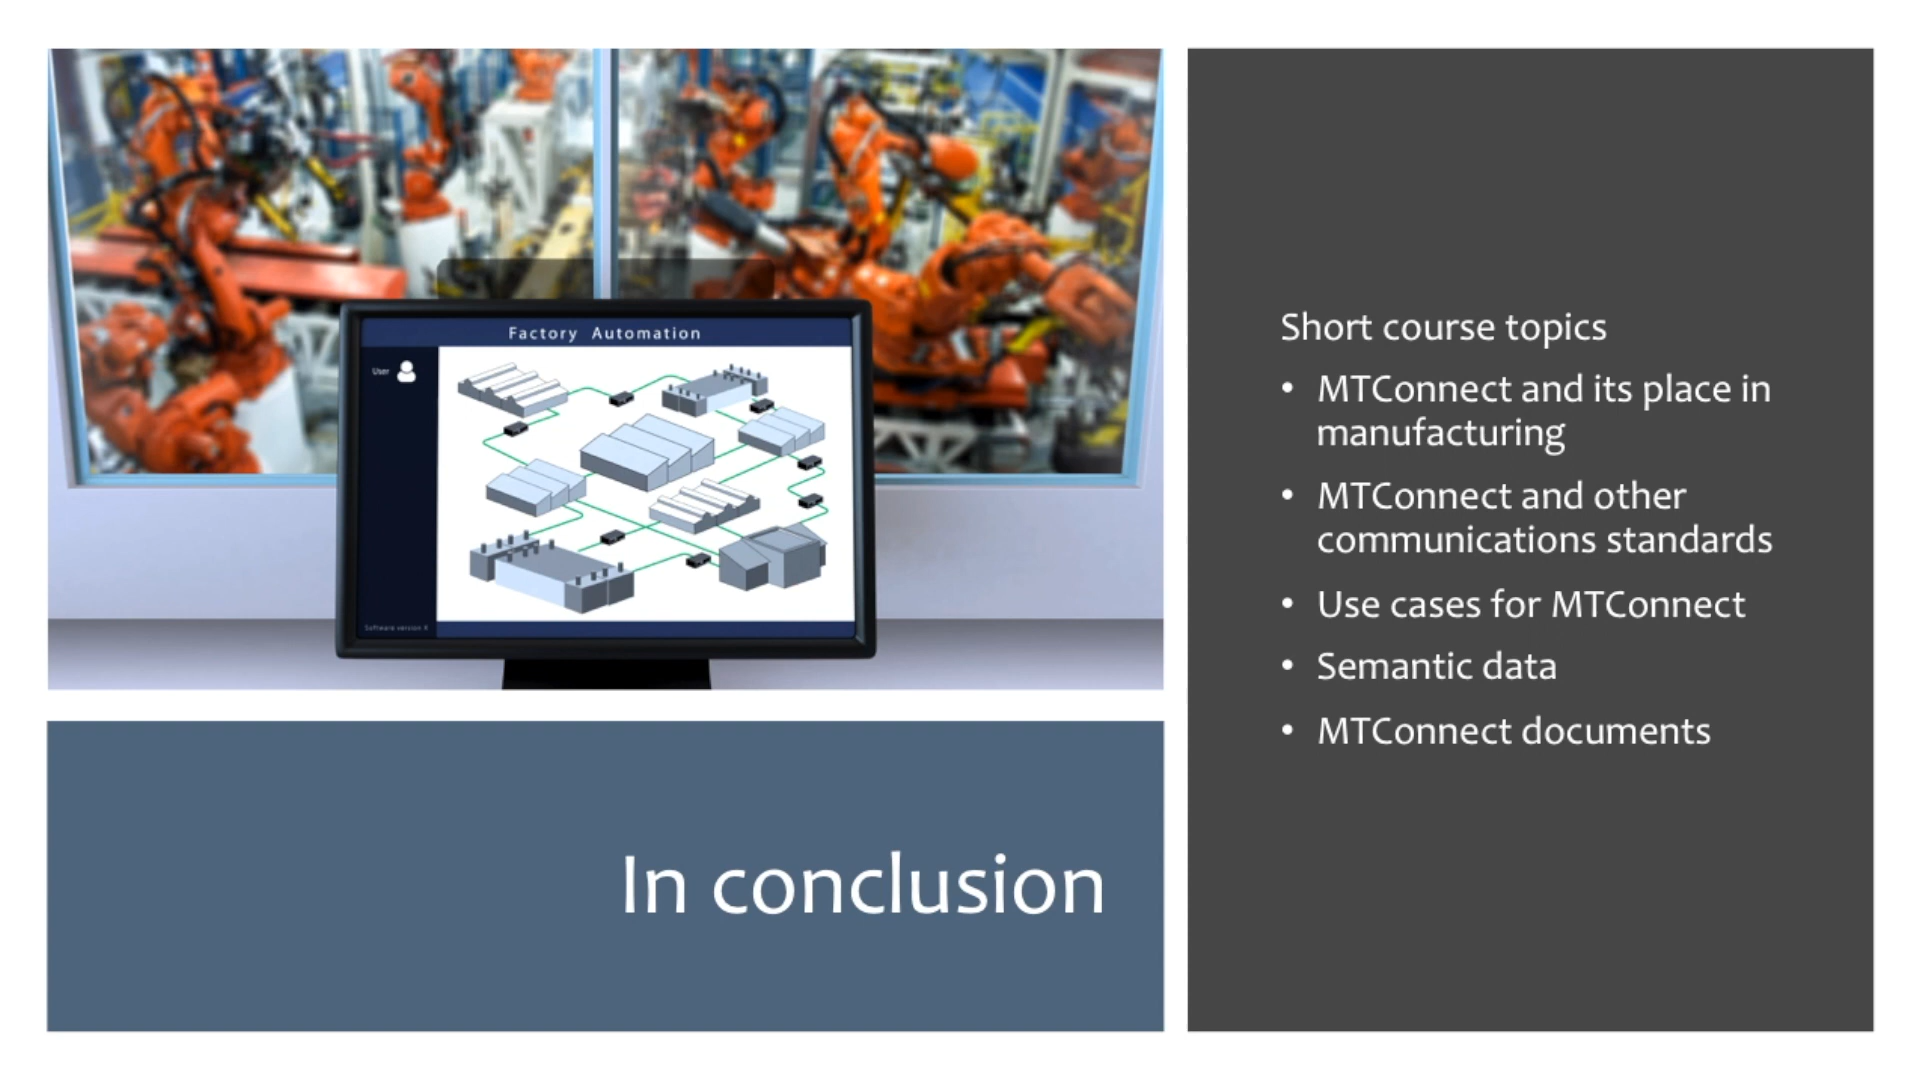 Factory Automation
User
Software version X
In conclusion
Short course topics
• MTConnect and its place in
manufacturing
• MTConnect and other
communications standards
• Use cases for MTConnect
• Semantic data
• MTConnect documents